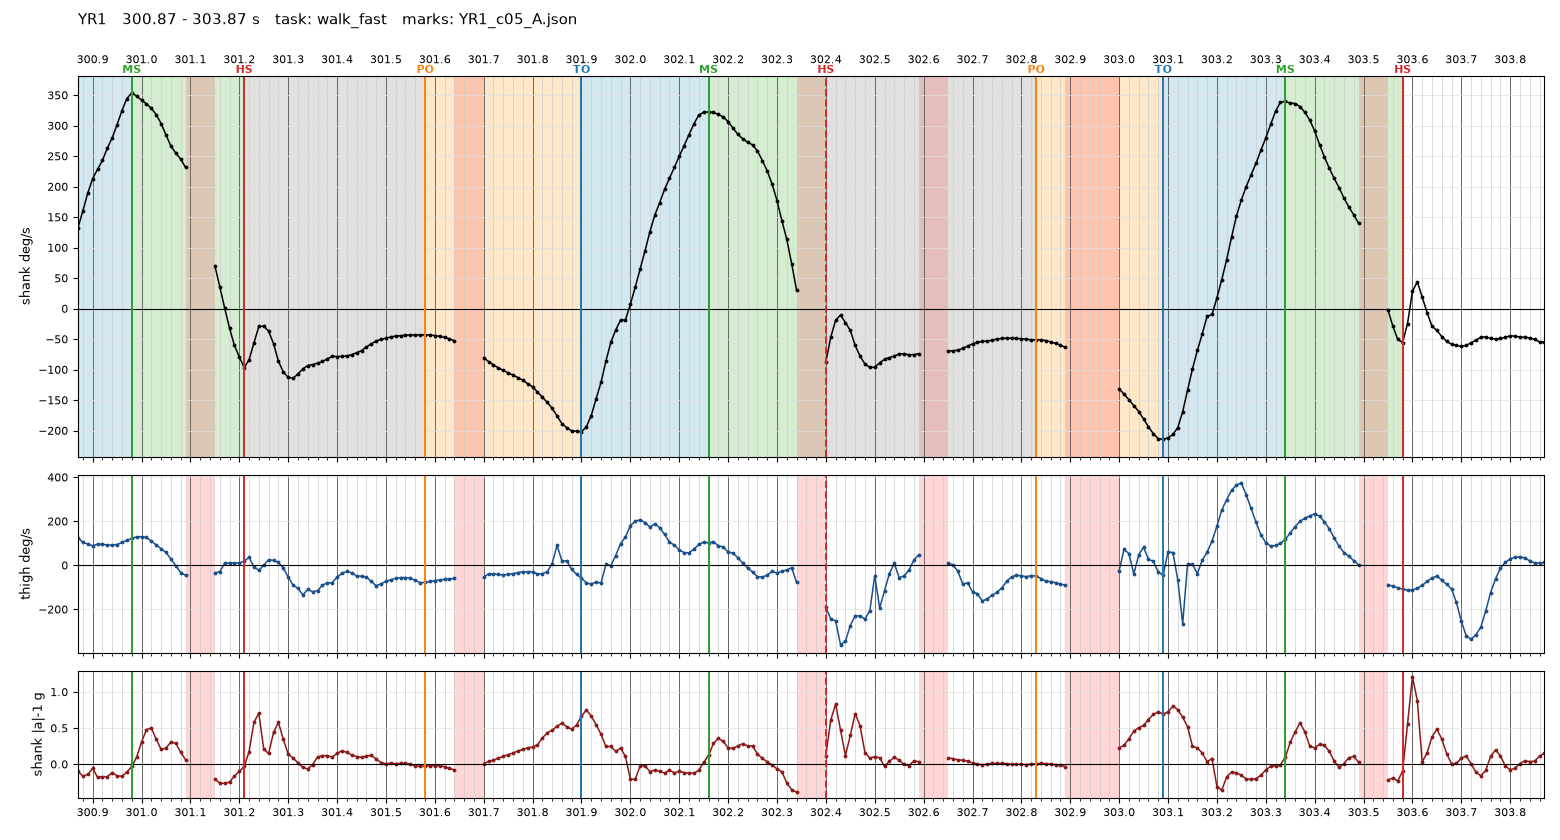 YR1 300.87 - 303.87 s task: walk_fast marks: YR1_c05_A.json
300.9 301.0 301.1 301.2 301.3 301.4 301.5 301.6 301.7 301.8 301.9 302.0 302.1 302.2 302.3 302.4 302.5 302.6 302.7 302.8 302.9 303.0 303.1 303.2 303.3 303.4 303.5 303.6 303.7 303.8
MS HS PO TO MS HS PO TO MS HS
350
300
250
200
150
100
50
0
−50
−100
−150
−200
shank deg/s
400
200
0
−200
thigh deg/s
1.0
0.5
0.0
shank |a|-1 g
300.9 301.0 301.1 301.2 301.3 301.4 301.5 301.6 301.7 301.8 301.9 302.0 302.1 302.2 302.3 302.4 302.5 302.6 302.7 302.8 302.9 303.0 303.1 303.2 303.3 303.4 303.5 303.6 303.7 303.8